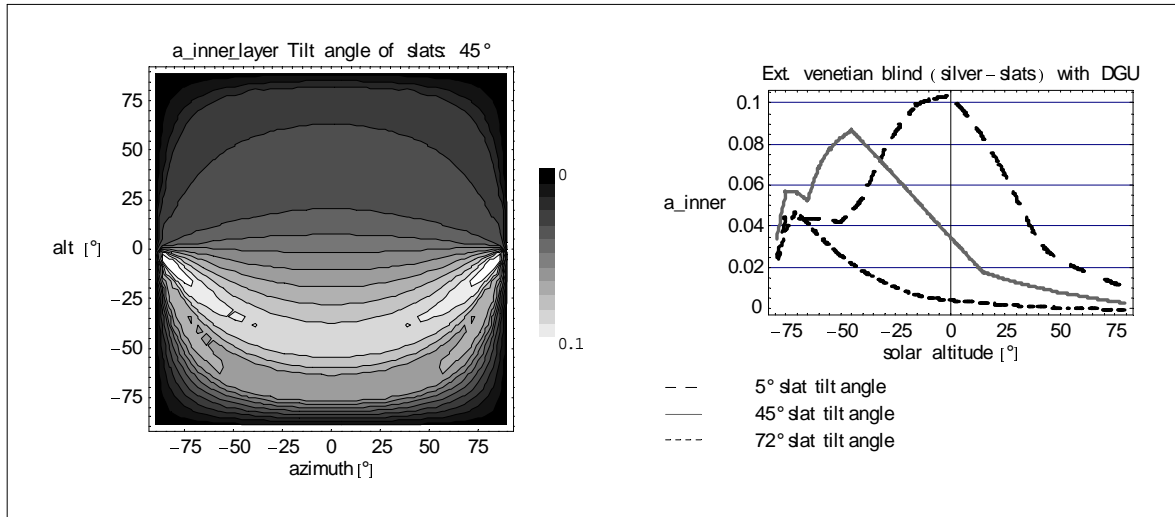 a_inner_layer Tilt angle of slats: 45°
75
50
25
0
−25
−50
−75
alt [°]
−75 −50 −25 0 25 50 75
azimuth [°]
0
0.1
Ext. venetian blind (silver-slats) with DGU
0.1
0.08
0.06
0.04
0.02
0
a_inner
−75 −50 −25 0 25 50 75
solar altitude [°]
5° slat tilt angle
45° slat tilt angle
72° slat tilt angle